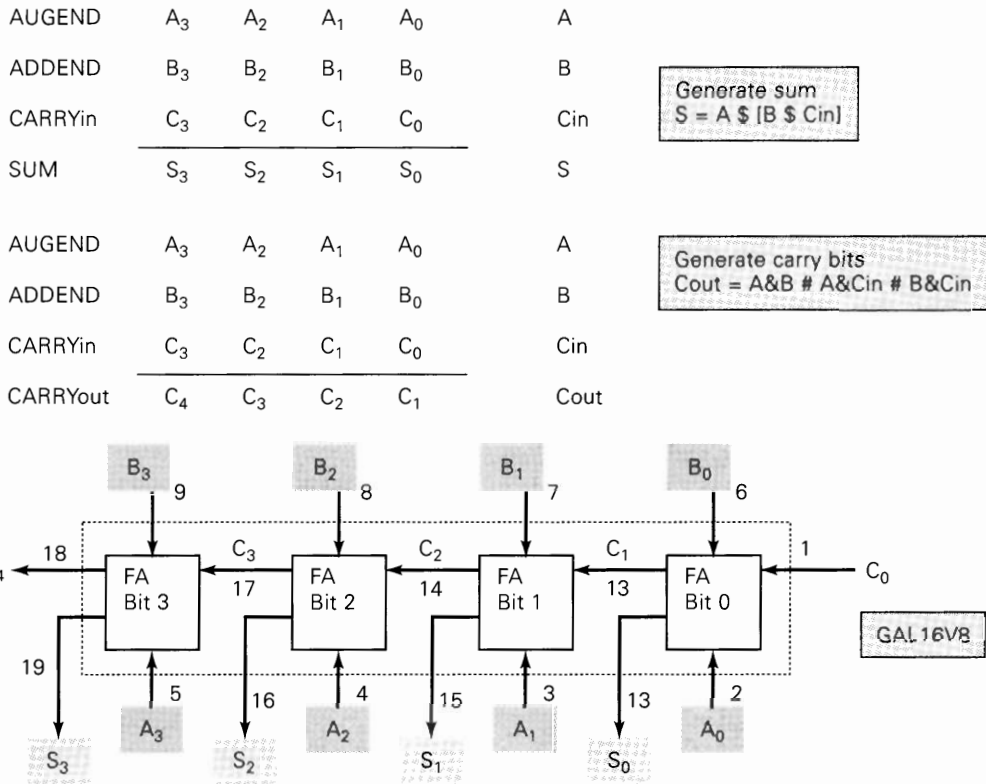 AUGEND A₃ A₂ A₁ A₀ A
ADDEND B₃ B₂ B₁ B₀ B
CARRYin C₃ C₂ C₁ C₀ Cin
SUM S₃ S₂ S₁ S₀ S
Generate sum
S = A $ [B $ Cin]
AUGEND A₃ A₂ A₁ A₀ A
ADDEND B₃ B₂ B₁ B₀ B
CARRYin C₃ C₂ C₁ C₀ Cin
CARRYout C₄ C₃ C₂ C₁ Cout
Generate carry bits
Cout = A&B # A&Cin # B&Cin
B₃ B₂ B₁ B₀
9 8 7 6
18 C₃ C₂ C₁ 1
4 17 14 13 C₀
FA FA FA FA
Bit 3 Bit 2 Bit 1 Bit 0
GAL16V8
19 5 16 4 15 3 13 2
A₃ A₂ A₁ A₀
S₃ S₂ S₁ S₀